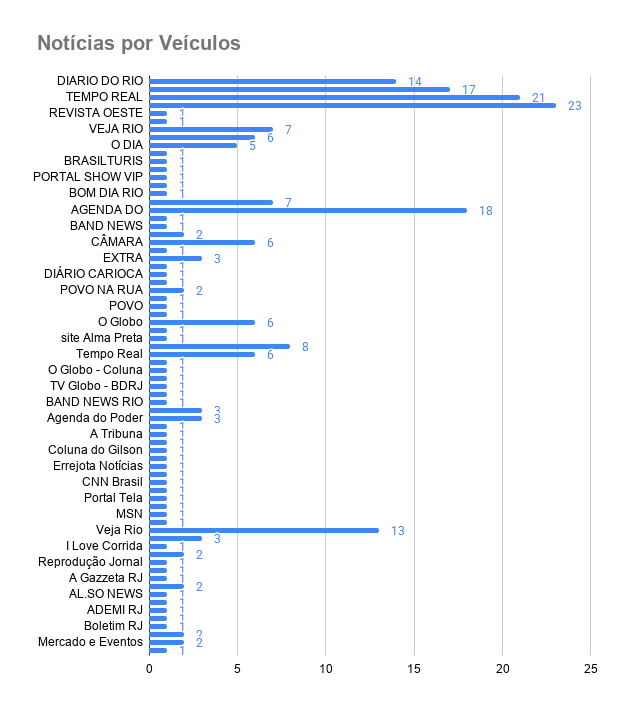 Notícias por Veículos
DIARIO DO RIO 14
17
TEMPO REAL 21
23
REVISTA OESTE 1
1
VEJA RIO 7
6
O DIA 5
1
BRASILTURIS 1
1
PORTAL SHOW VIP 1
1
BOM DIA RIO 1
7
AGENDA DO 18
1
BAND NEWS 1
2
CÂMARA 6
1
EXTRA 3
1
DIÁRIO CARIOCA 1
1
POVO NA RUA 2
1
POVO 1
1
O Globo 6
1
site Alma Preta 1
8
Tempo Real 6
1
O Globo - Coluna 1
1
TV Globo - BDRJ 1
1
BAND NEWS RIO 1
3
Agenda do Poder 3
1
A Tribuna 1
1
Coluna do Gilson 1
1
Errejota Notícias 1
1
CNN Brasil 1
1
Portal Tela 1
1
MSN 1
1
Veja Rio 13
3
I Love Corrida 1
2
Reprodução Jornal 1
1
A Gazzeta RJ 1
2
AL.SO NEWS 1
1
ADEMI RJ 1
1
Boletim RJ 1
2
Mercado e Eventos 2
1
0 5 10 15 20 25